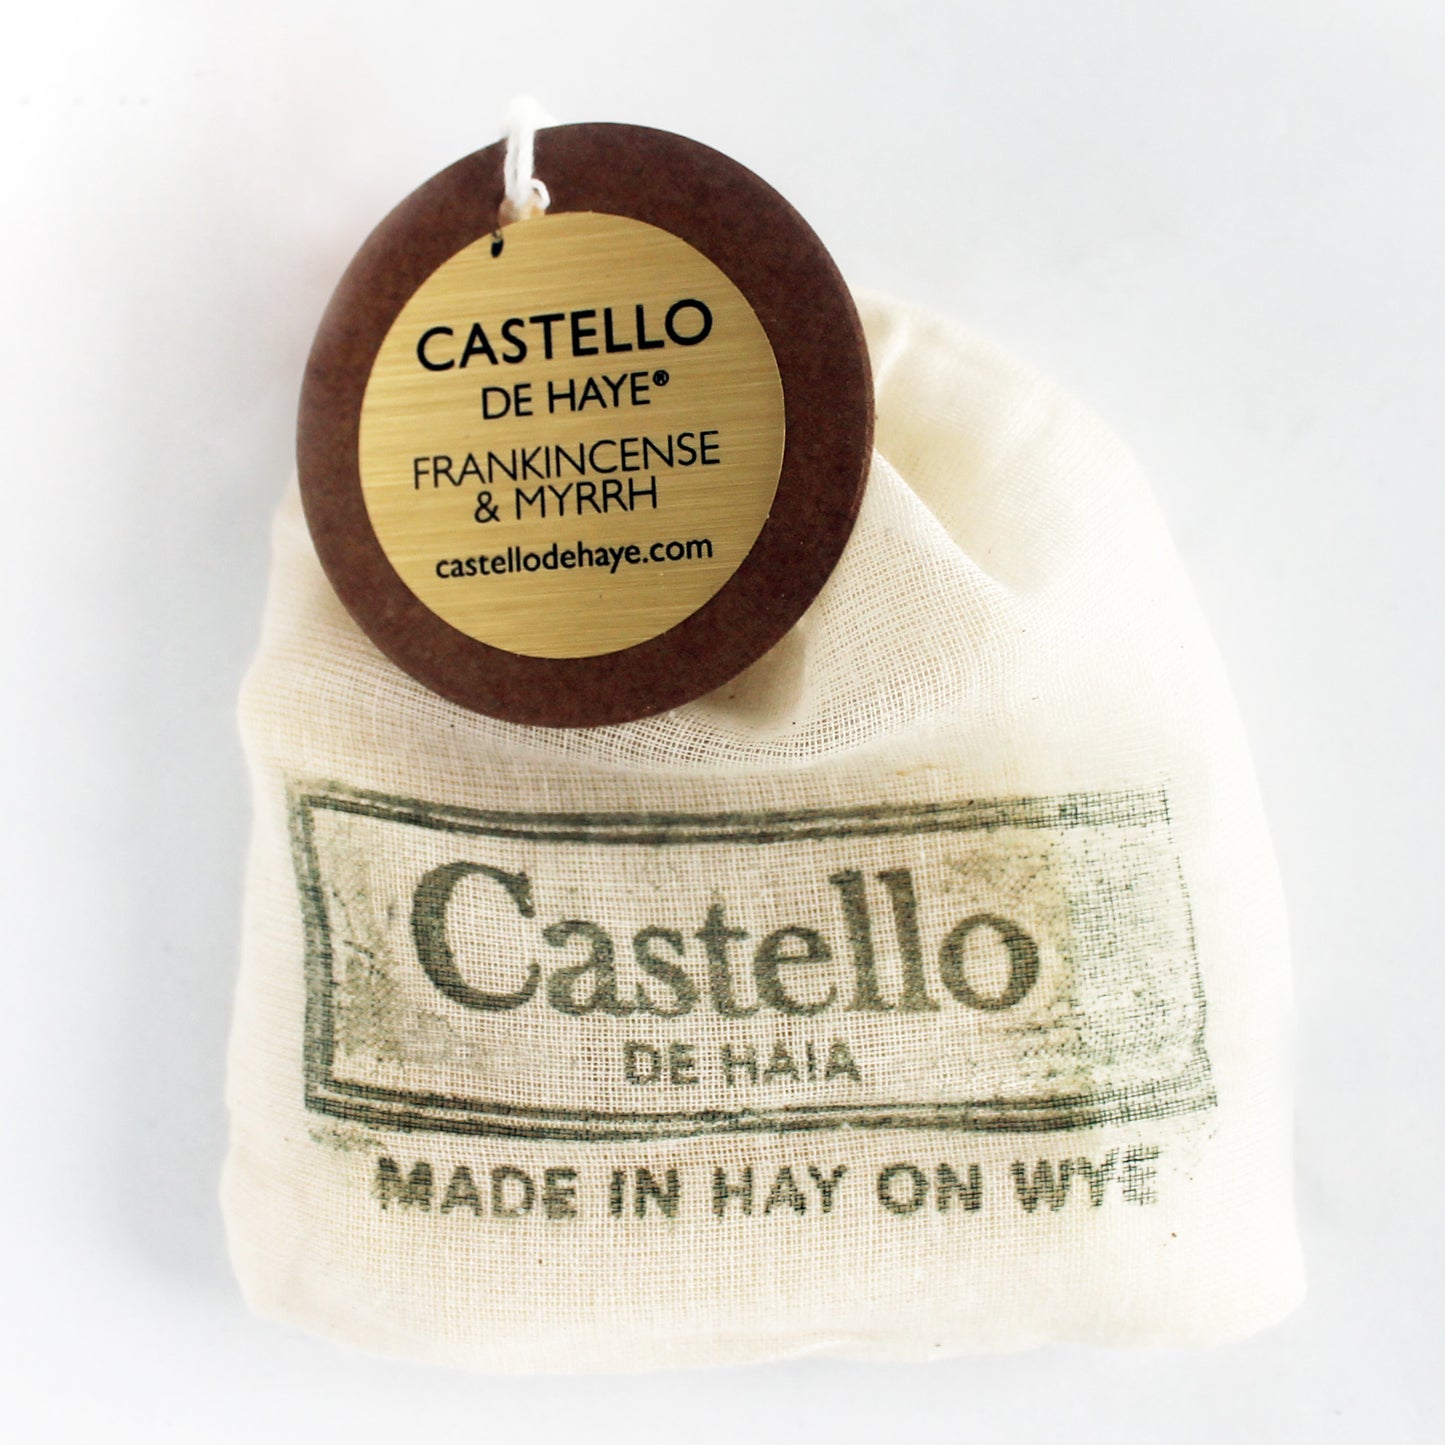 CASTELLO
DE HAYE®
FRANKINCENSE
& MYRRH
castellodehaye.com
Castello
DE HAIA
MADE IN HAY ON WYE